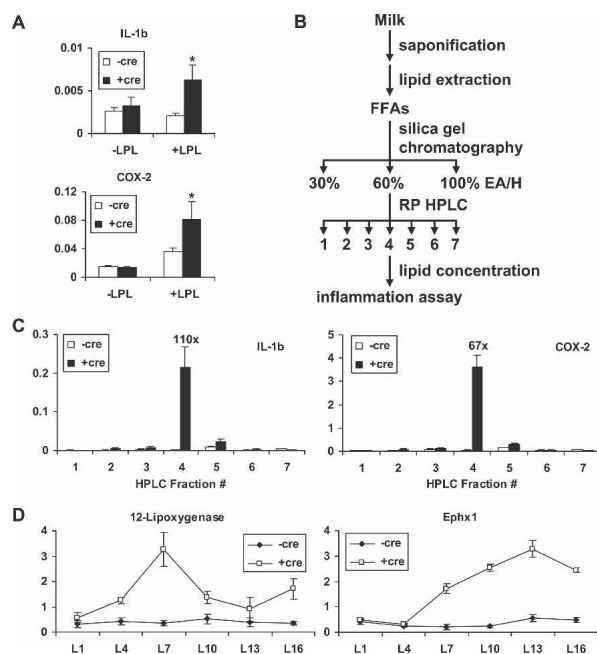 A
IL-1b
0.01
0.005
0
-cre
+cre
*
-LPL
+LPL
COX-2
0.12
0.08
0.04
0.00
-cre
+cre
*
-LPL
+LPL
B
Milk
saponification
lipid extraction
FFAs
silica gel
chromatography
30% 60% 100% EA/H
RP HPLC
1 2 3 4 5 6 7
lipid concentration
inflammation assay
C
0.3
0.2
0.1
0
-cre
+cre
110x
IL-1b
1 2 3 4 5 6 7
HPLC Fraction #
5
4
3
2
1
0
-cre
+cre
67x
COX-2
1 2 3 4 5 6 7
HPLC Fraction #
D
12-Lipoxygenase
4
3
2
1
0
-cre
+cre
L1 L4 L7 L10 L13 L16
Ephx1
4
3
2
1
0
-cre
+cre
L1 L4 L7 L10 L13 L16